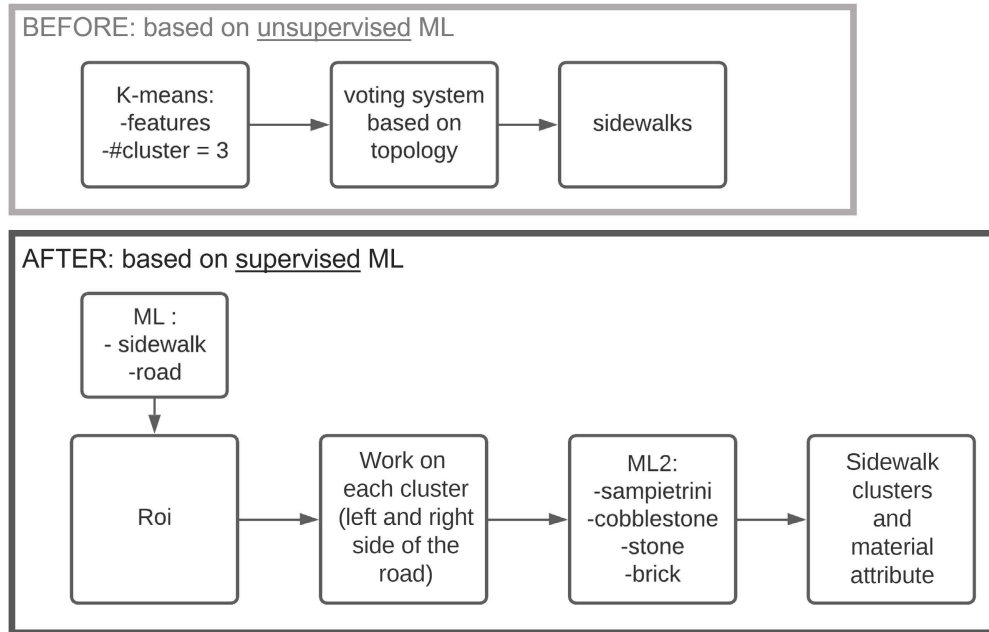 BEFORE: based on unsupervised ML
K-means:
-features
-#cluster = 3
voting system
based on
topology
sidewalks
AFTER: based on supervised ML
ML :
- sidewalk
-road
Roi
Work on
each cluster
(left and right
side of the
road)
ML2:
-sampietrini
-cobblestone
-stone
-brick
Sidewalk
clusters
and
material
attribute